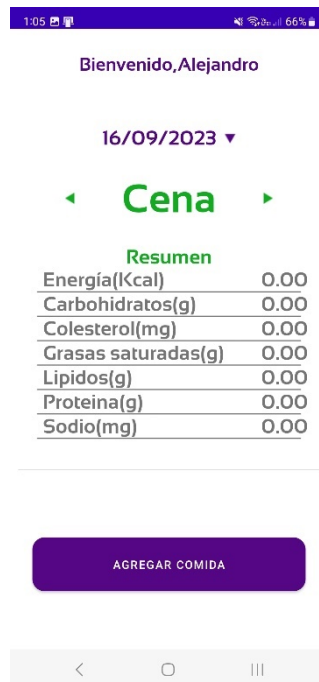 1:05 66%
Bienvenido,Alejandro
16/09/2023
Cena
Resumen
Energía(Kcal) 0.00
Carbohidratos(g) 0.00
Colesterol(mg) 0.00
Grasas saturadas(g) 0.00
Lipidos(g) 0.00
Proteina(g) 0.00
Sodio(mg) 0.00
AGREGAR COMIDA